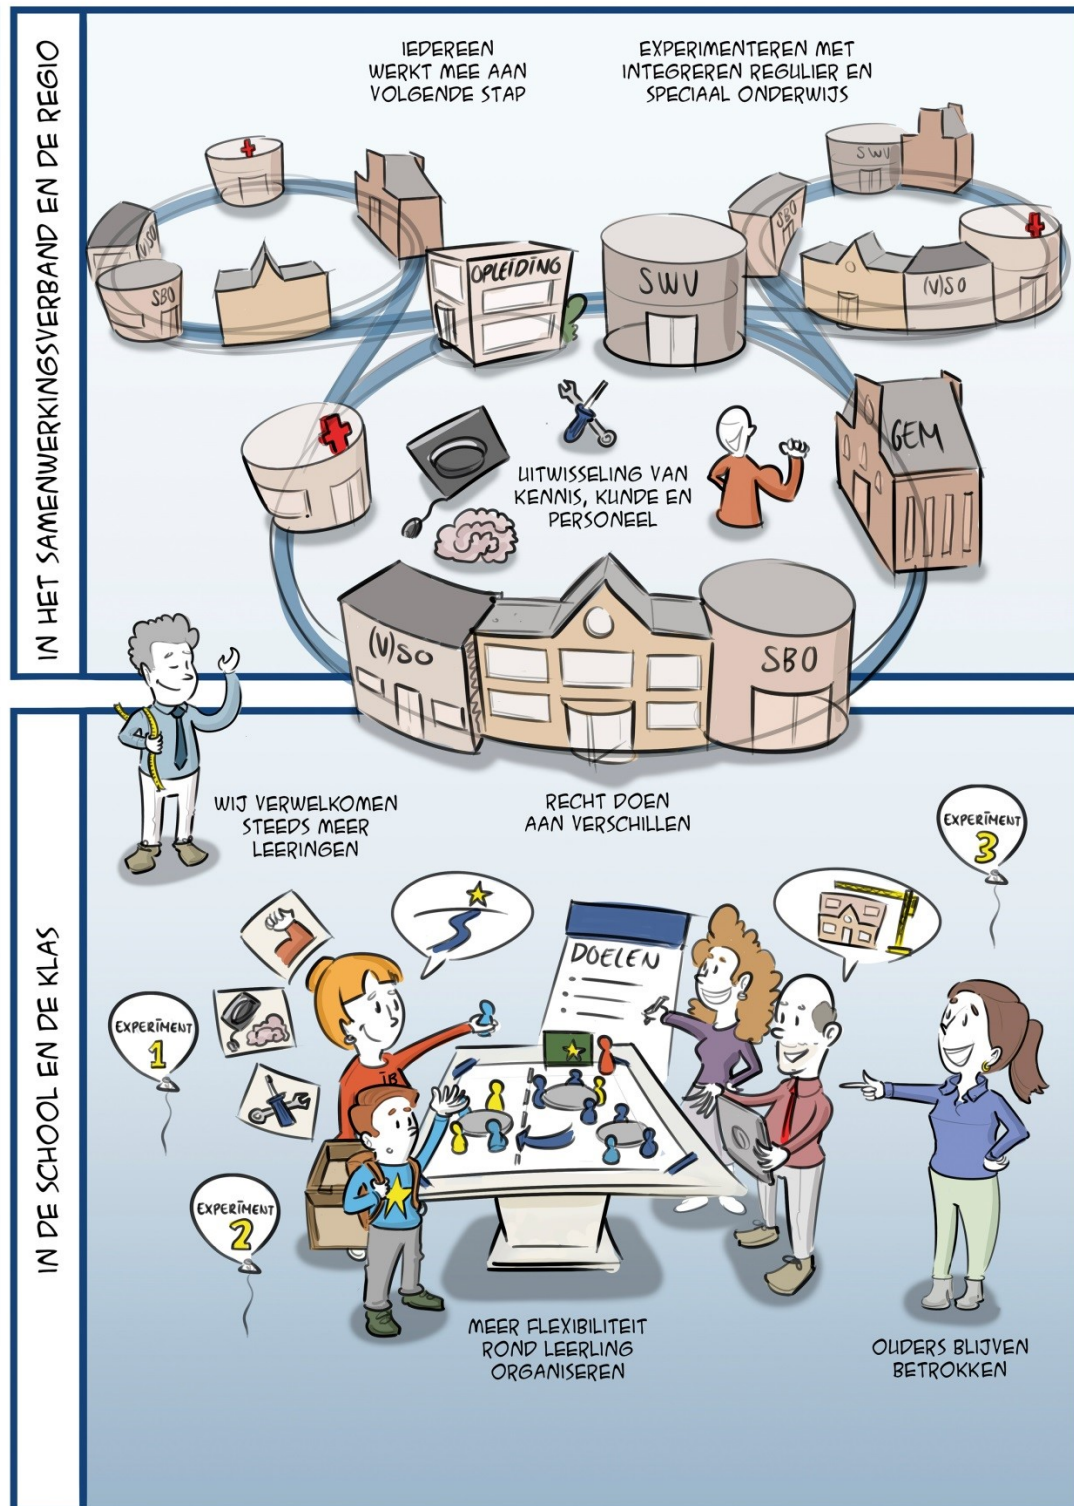 IN HET SAMENWERKINGSVERBAND EN DE REGIO
IEDEREEN
WERKT MEE AAN
VOLGENDE STAP
EXPERIMENTEREN MET
INTEGREREN REGULIER EN
SPECIAAL ONDERWIJS
(V)SO
SBO
OPLEIDING
SWV
SWV
SBO
(V)SO
GEM
UITWISSELING VAN
KENNIS, KUNDE EN
PERSONEEL
(V)SO
SBO
IN DE SCHOOL EN DE KLAS
WIJ VERWELKOMEN
STEEDS MEER
LEERINGEN
RECHT DOEN
AAN VERSCHILLEN
EXPERIMENT
3
DOELEN
EXPERIMENT
1
IB
EXPERIMENT
2
MEER FLEXIBILITEIT
ROND LEERLING
ORGANISEREN
OUDERS BLIJVEN
BETROKKEN